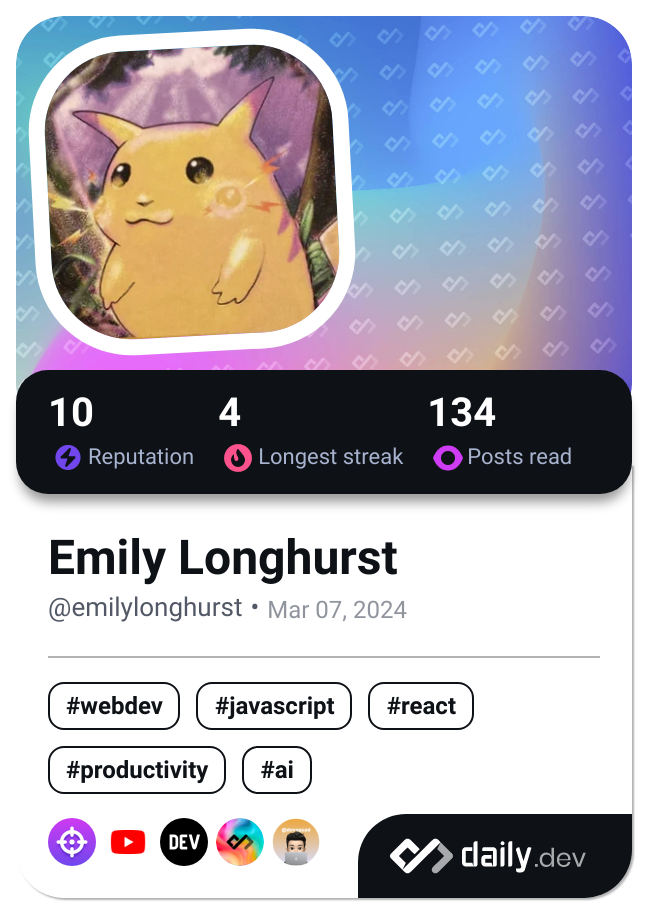 10 4 134
Reputation Longest streak Posts read
Emily Longhurst
@emilylonghurst • Mar 07, 2024
#webdev #javascript #react
#productivity #ai
DEV
daily.dev